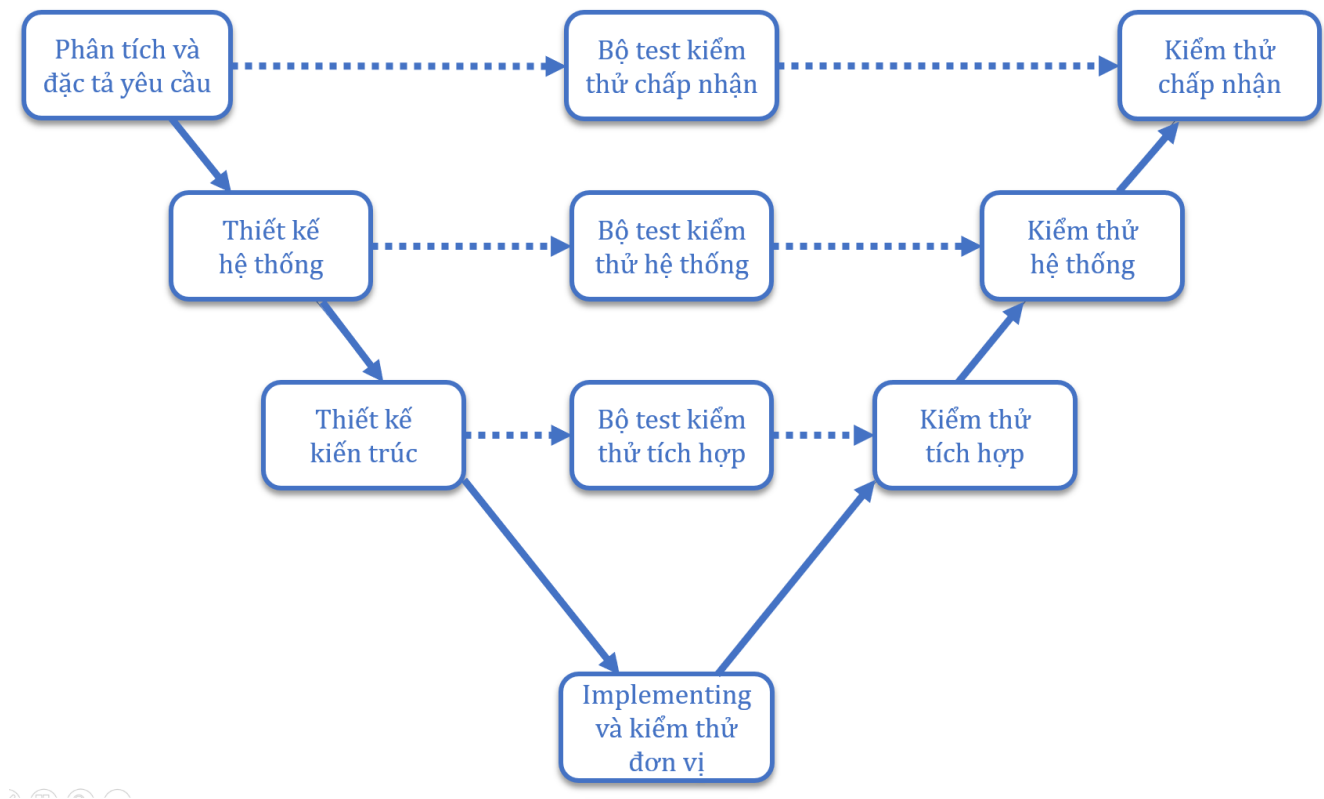 Phân tích và
đặc tả yêu cầu
Bộ test kiểm
thử chấp nhận
Kiểm thử
chấp nhận
Thiết kế
hệ thống
Bộ test kiểm
thử hệ thống
Kiểm thử
hệ thống
Thiết kế
kiến trúc
Bộ test kiểm
thử tích hợp
Kiểm thử
tích hợp
Implementing
và kiểm thử
đơn vị